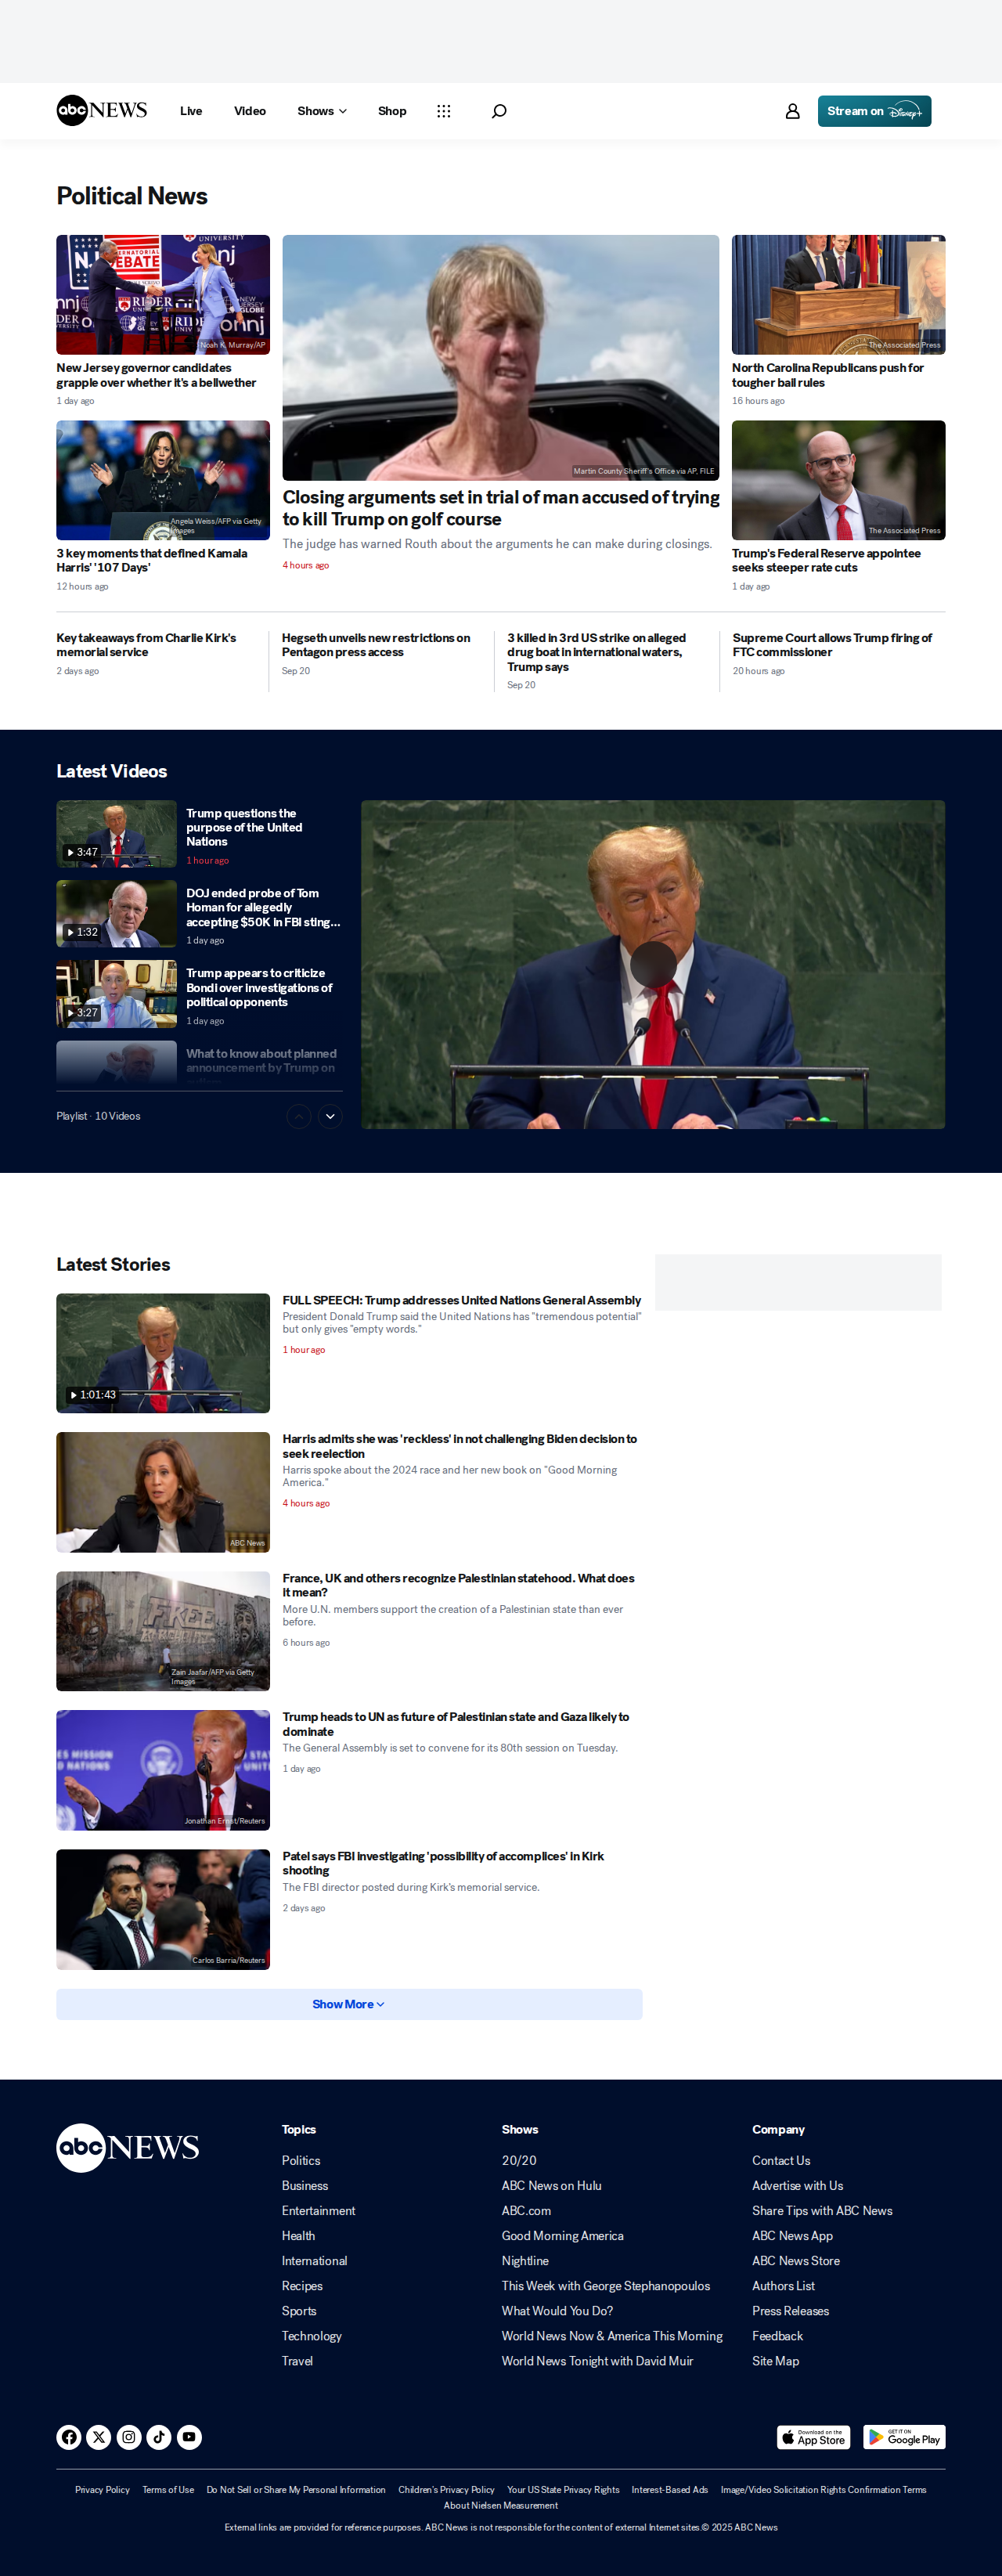 abc NEWS
Live
Video
Shows
Shop
Stream on Disney+
Political News
NJ
DEBATE
UNIVERSITY
onnj
RIDER
NEW JERSEY GLOBE
onnj
Noah K. Murray/AP
New Jersey governor candidates
grapple over whether it's a bellwether
1 day ago
Angela Weiss/AFP via Getty
Images
3 key moments that defined Kamala
Harris' '107 Days'
12 hours ago
Martin County Sheriff's Office via AP, FILE
Closing arguments set in trial of man accused of trying
to kill Trump on golf course
The judge has warned Routh about the arguments he can make during closings.
4 hours ago
The Associated Press
North Carolina Republicans push for
tougher bail rules
16 hours ago
The Associated Press
Trump's Federal Reserve appointee
seeks steeper rate cuts
1 day ago
Key takeaways from Charlie Kirk's
memorial service
2 days ago
Hegseth unveils new restrictions on
Pentagon press access
Sep 20
3 killed in 3rd US strike on alleged
drug boat in international waters,
Trump says
Sep 20
Supreme Court allows Trump firing of
FTC commissioner
20 hours ago
Latest Videos
3:47
Trump questions the
purpose of the United
Nations
1 hour ago
1:32
DOJ ended probe of Tom
Homan for allegedly
accepting $50K in FBI sting...
1 day ago
3:27
Trump appears to criticize
Bondi over investigations of
political opponents
1 day ago
What to know about planned
announcement by Trump on
Playlist · 10 Videos
Latest Stories
1:01:43
FULL SPEECH: Trump addresses United Nations General Assembly
President Donald Trump said the United Nations has "tremendous potential"
but only gives "empty words."
1 hour ago
ABC News
Harris admits she was 'reckless' in not challenging Biden decision to
seek reelection
Harris spoke about the 2024 race and her new book on "Good Morning
America."
4 hours ago
FREE
Zain Jaafar/AFP via Getty
Images
France, UK and others recognize Palestinian statehood. What does
it mean?
More U.N. members support the creation of a Palestinian state than ever
before.
6 hours ago
Jonathan Ernst/Reuters
Trump heads to UN as future of Palestinian state and Gaza likely to
dominate
The General Assembly is set to convene for its 80th session on Tuesday.
1 day ago
Carlos Barria/Reuters
Patel says FBI investigating 'possibility of accomplices' in Kirk
shooting
The FBI director posted during Kirk's memorial service.
2 days ago
Show More
abc NEWS
Topics
Politics
Business
Entertainment
Health
International
Recipes
Sports
Technology
Travel
Shows
20/20
ABC News on Hulu
ABC.com
Good Morning America
Nightline
This Week with George Stephanopoulos
What Would You Do?
World News Now & America This Morning
World News Tonight with David Muir
Company
Contact Us
Advertise with Us
Share Tips with ABC News
ABC News App
ABC News Store
Authors List
Press Releases
Feedback
Site Map
Download on the
App Store
GET IT ON
Google Play
Privacy Policy
Terms of Use
Do Not Sell or Share My Personal Information
Children's Privacy Policy
Your US State Privacy Rights
Interest-Based Ads
Image/Video Solicitation Rights Confirmation Terms
About Nielsen Measurement
External links are provided for reference purposes. ABC News is not responsible for the content of external Internet sites.© 2025 ABC News